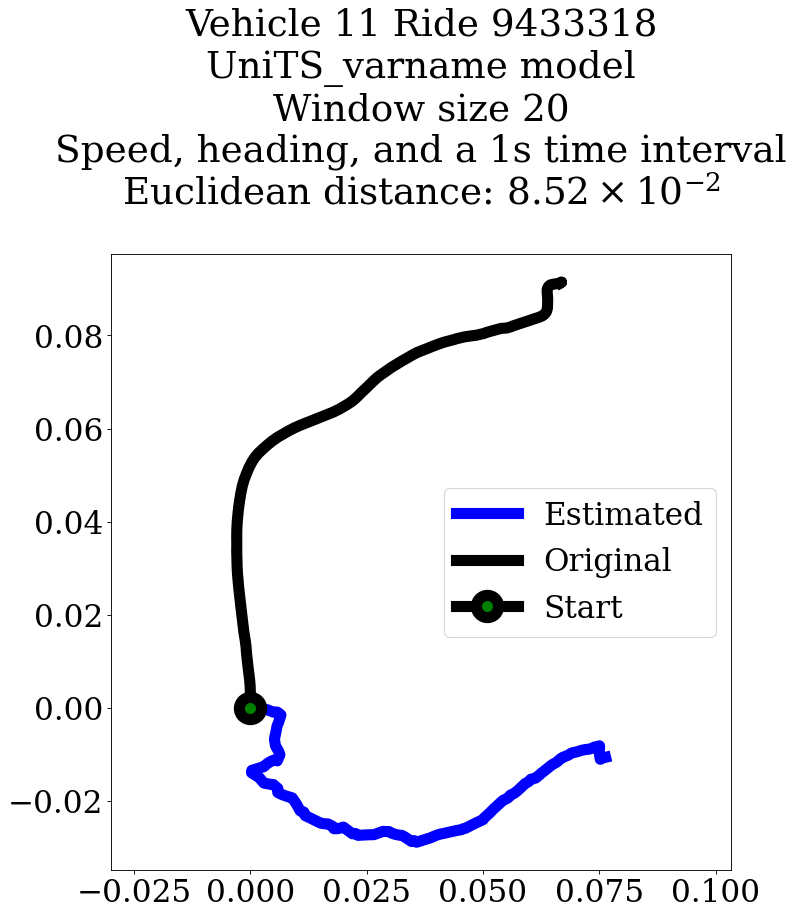 Vehicle 11 Ride 9433318
UniTS_varname model
Window size 20
Speed, heading, and a 1s time interval
Euclidean distance: 8.52 × 10⁻²
0.08
0.06
0.04
0.02
0.00
−0.02
Estimated
Original
Start
−0.025 0.000 0.025 0.050 0.075 0.100